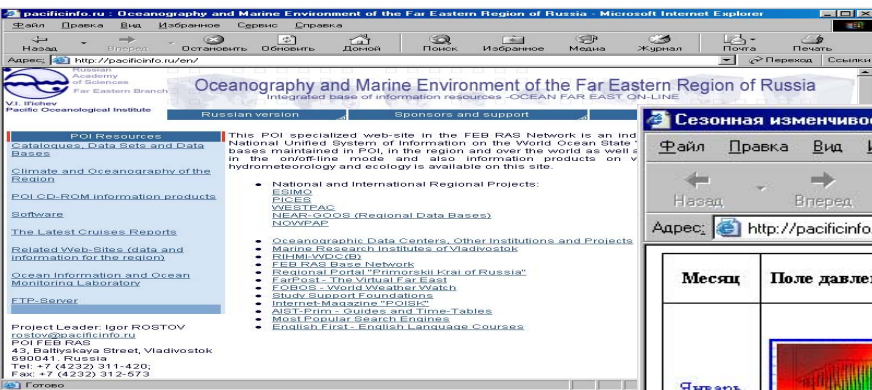 pacificinfo.ru : Oceanography and Marine Environment of the Far Eastern Region of Russia - Microsoft Internet Explorer
Файл Правка Вид Избранное Сервис Справка
Назад Вперед Остановить Обновить Домой Поиск Избранное Медиа Журнал Почта Печать
Адрес: http://pacificinfo.ru/en/ Переход Ссылки
Russian
Academy
of Sciences
Far Eastern Branch
V.I. Il'ichev
Pacific Oceanological Institute
Oceanography and Marine Environment of the Far Eastern Region of Russia
Integrated base of information resources -OCEAN FAR EAST ON-LINE
Russian version Sponsors and support
POI Resources
Catalogues, Data Sets and Data
Bases
Climate and Oceanography of the
Region
POI CD-ROM information products
Software
The Latest Cruises Reports
Related Web-Sites (data and
information for the region)
Ocean Information and Ocean
Monitoring Laboratory
FTP-Server
Project Leader: Igor ROSTOV
rostov@pacificinfo.ru
POI FEB RAS
43, Baltiyskaya Street, Vladivostok
690041. Russia
Tel: +7 (4232) 311-420;
Fax: +7 (4232) 312-573
This POI specialized web-site in the FEB RAS Network is an ind
National Unified System of Information on the World Ocean State
bases maintained in POI, in the region and over the world as well a
in the on/off-line mode and also information products on v
hydrometeorology and ecology is available on this site.
National and International Regional Projects:
ESIMO
PICES
WESTPAC
NEAR-GOOS (Regional Data Bases)
NOWPAP
Oceanographic Data Centers, Other Institutions and Projects
Marine Research Institutes of Vladivostok
RIHMI-WDC(B)
FEB RAS Base Network
Regional Portal "Primorskii Krai of Russia"
FarPost - The Virtual Far East
FOBOS - World Weather Watch
Study Support Foundations
Internet-Magazine "POISK"
AIST-Prim - Guides and Time-Tables
Most Popular Search Engines
English First - English Language Courses
Готово
Сезонная изменчиво
Файл Правка Вид И
Назад Вперед
Адрес: http://pacificinfo.
Месяц Поле давле
Январь